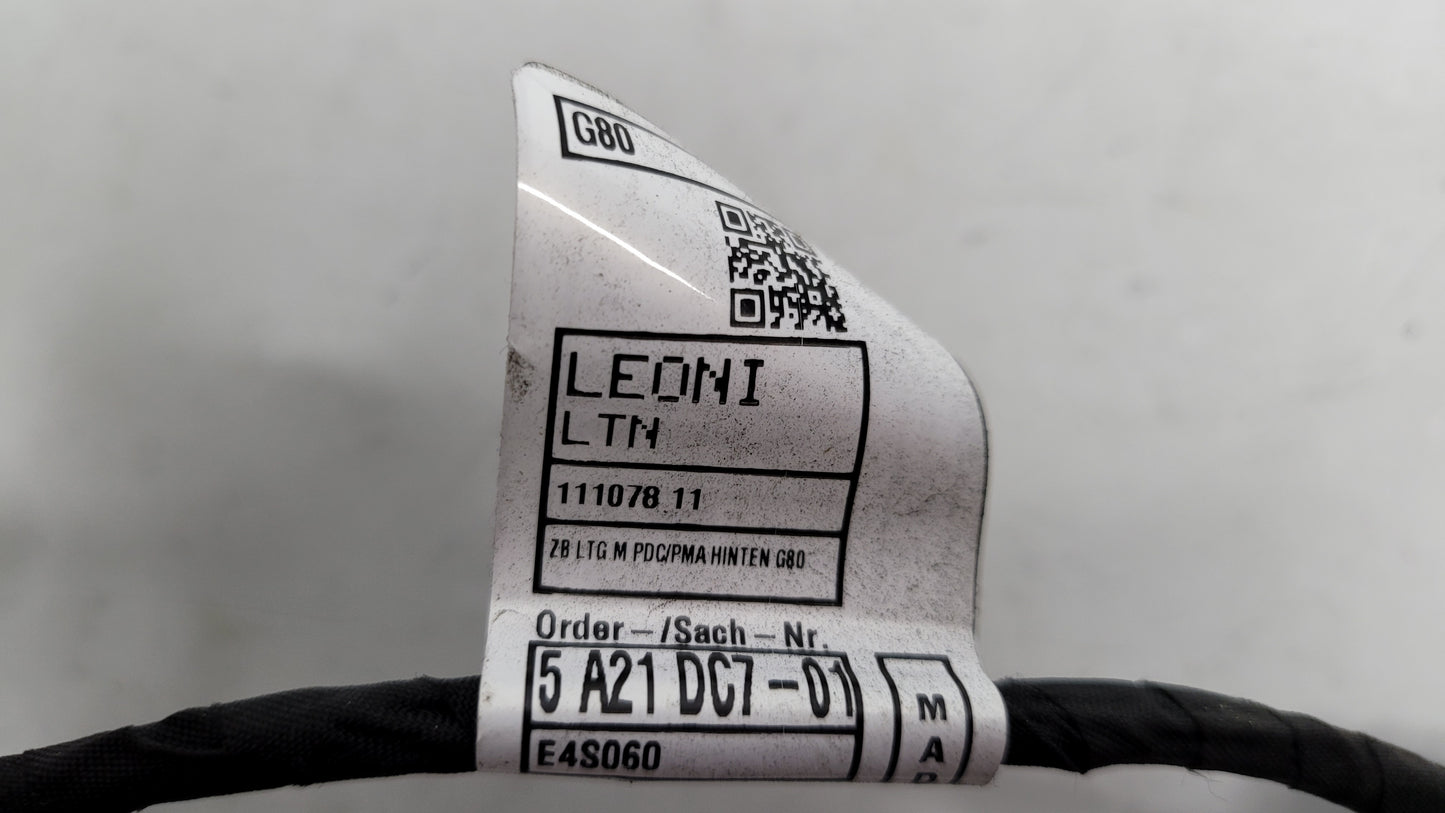 G80
LEONI
LTN
111078 11
ZB LTG M PDC/PMA HINTEN G80
Order-/Sach-Nr.
5 A21 DC7-01
E4S060
M
A